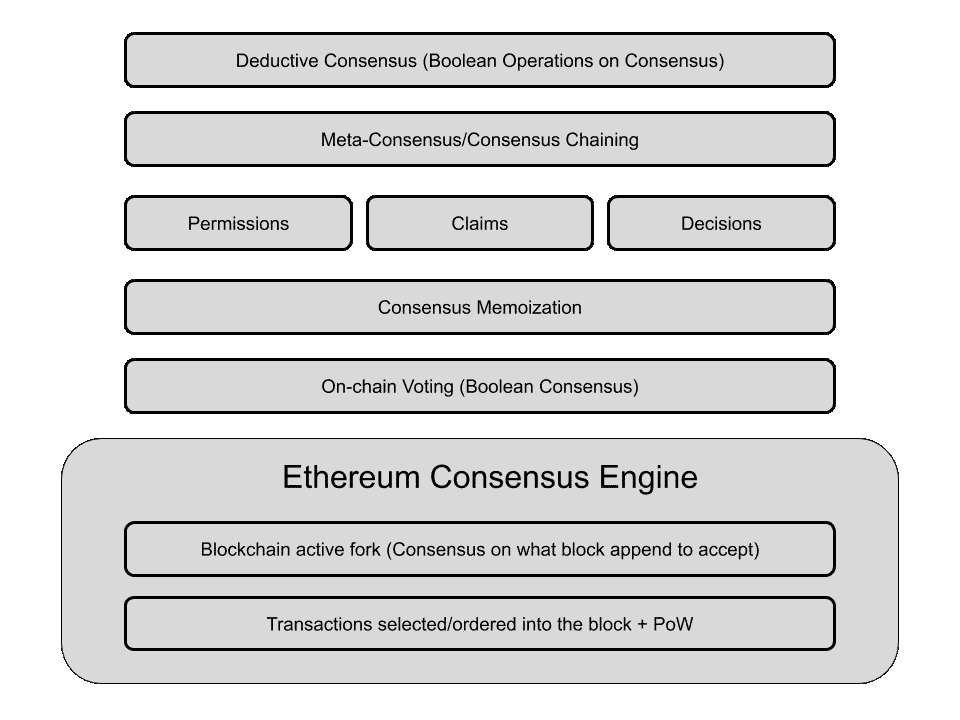 Deductive Consensus (Boolean Operations on Consensus)
Meta-Consensus/Consensus Chaining
Permissions
Claims
Decisions
Consensus Memoization
On-chain Voting (Boolean Consensus)
Ethereum Consensus Engine
Blockchain active fork (Consensus on what block append to accept)
Transactions selected/ordered into the block + PoW